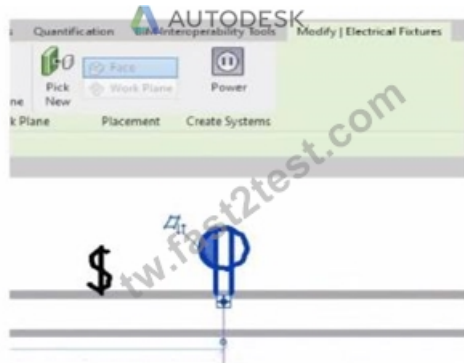 AUTODESK
s Quantification BIM Interoperability Tools Modify | Electrical Fixtures
Face
Work Plane
Pick
New
Power
ne
k Plane Placement Create Systems
$
tw.fast2test.com